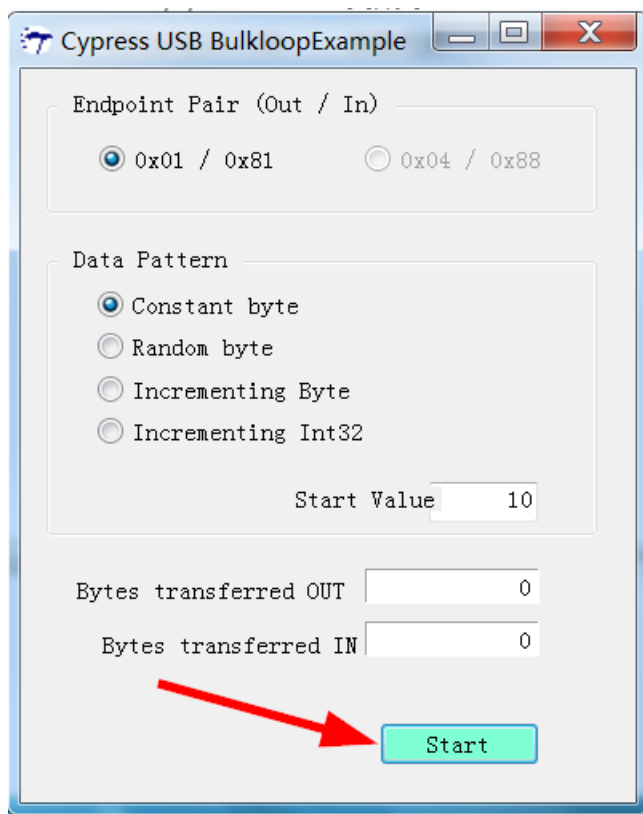 Cypress USB BulkloopExample
Endpoint Pair (Out / In)
0x01 / 0x81 0x04 / 0x88
Data Pattern
Constant byte
Random byte
Incrementing Byte
Incrementing Int32
Start Value 10
Bytes transferred OUT 0
Bytes transferred IN 0
Start